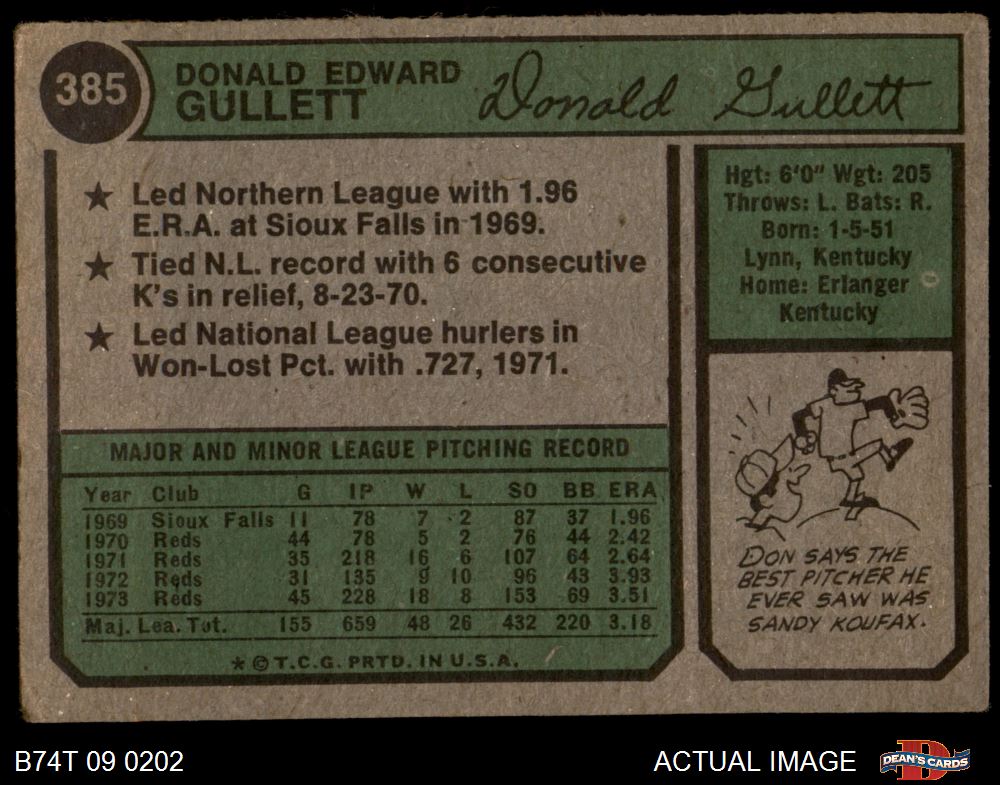 385
DONALD EDWARD
GULLETT
Donald Gullett
★ Led Northern League with 1.96
E.R.A. at Sioux Falls in 1969.
★ Tied N.L. record with 6 consecutive
K's in relief, 8-23-70.
★ Led National League hurlers in
Won-Lost Pct. with .727, 1971.
Hgt: 6'0" Wgt: 205
Throws: L. Bats: R.
Born: 1-5-51
Lynn, Kentucky
Home: Erlanger
Kentucky
MAJOR AND MINOR LEAGUE PITCHING RECORD
Year Club G IP W L SO BB ERA
1969 Sioux Falls 11 78 7 2 87 37 1.96
1970 Reds 44 78 5 2 76 44 2.42
1971 Reds 35 218 16 6 107 64 2.64
1972 Reds 31 135 9 10 96 43 3.93
1973 Reds 45 228 18 8 153 69 3.51
Maj. Lea. Tot. 155 659 48 26 432 220 3.18
★ © T.C.G. PRTD. IN U.S.A.
DON SAYS THE
BEST PITCHER HE
EVER SAW WAS
SANDY KOUFAX.
B74T 09 0202
ACTUAL IMAGE
D
DEAN'S CARDS